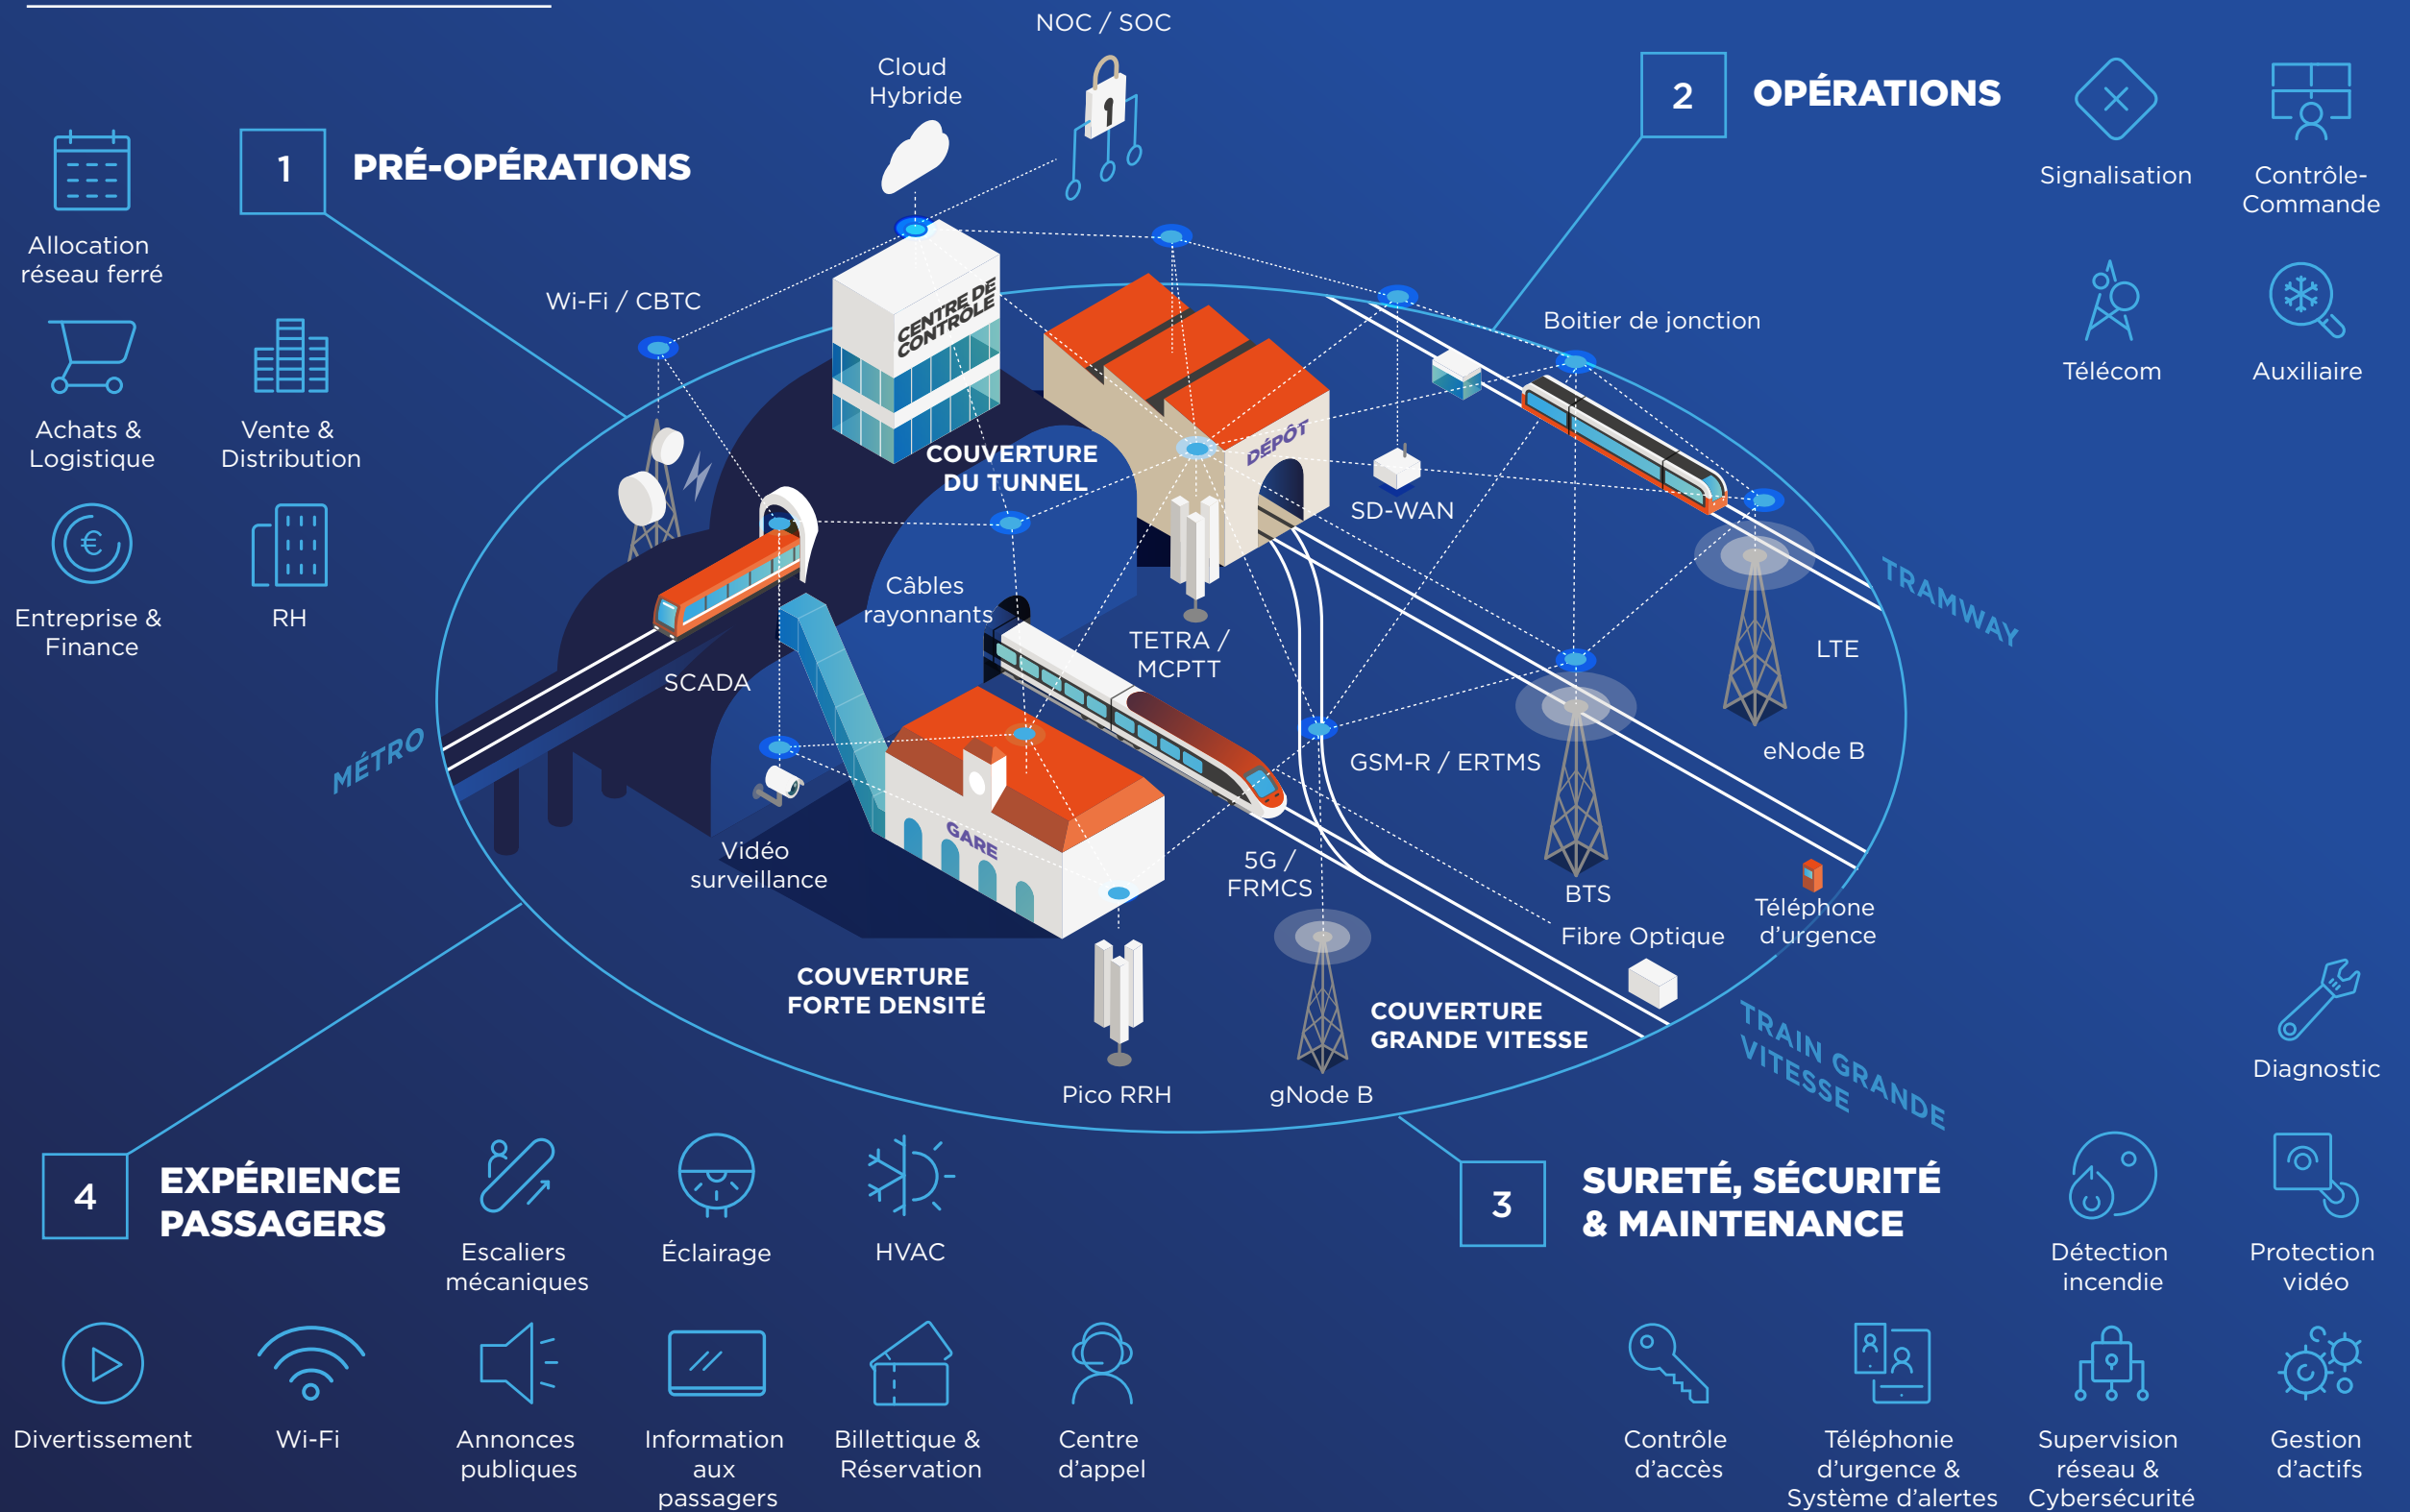 NOC / SOC
Cloud
Hybride
1
PRÉ-OPÉRATIONS
Allocation
réseau ferré
Achats &
Logistique
Vente &
Distribution
Entreprise &
Finance
RH
2
OPÉRATIONS
Signalisation
Contrôle-
Commande
Télécom
Auxiliaire
Wi-Fi / CBTC
CENTRE DE
CONTRÔLE
Boitier de jonction
COUVERTURE
DU TUNNEL
DÉPÔT
SD-WAN
Câbles
rayonnants
TETRA /
MCPTT
TRAMWAY
LTE
eNode B
SCADA
MÉTRO
GSM-R / ERTMS
Vidéo
surveillance
GARE
5G /
FRMCS
BTS
Téléphone
d'urgence
Fibre Optique
COUVERTURE
FORTE DENSITÉ
COUVERTURE
GRANDE VITESSE
Pico RRH
gNode B
TRAIN GRANDE
VITESSE
4
EXPÉRIENCE
PASSAGERS
Escaliers
mécaniques
Éclairage
HVAC
Divertissement
Wi-Fi
Annonces
publiques
Information
aux
passagers
Billettique &
Réservation
Centre
d'appel
3
SURETÉ, SÉCURITÉ
& MAINTENANCE
Diagnostic
Détection
incendie
Protection
vidéo
Contrôle
d'accès
Téléphonie
d'urgence &
Système d'alertes
Supervision
réseau &
Cybersécurité
Gestion
d'actifs